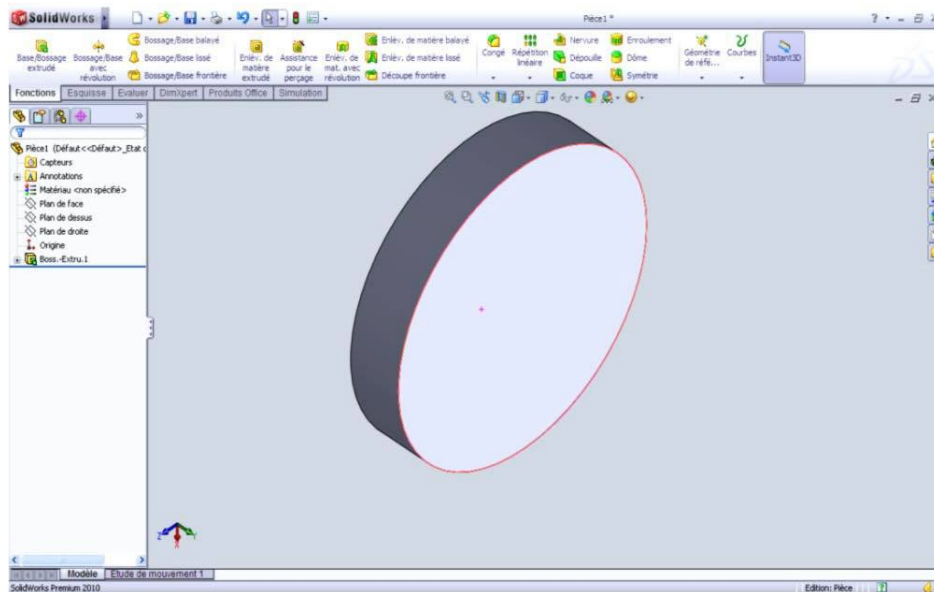 SolidWorks
Pièce1 *
Base/Bossage extrudé
Bossage/Base avec révolution
Bossage/Base balayé
Bossage/Base lissé
Bossage/Base frontière
Enlèv. de matière extrudé
Assistance pour le perçage
Enlèv. de mat. avec révolution
Enlèv. de matière balayé
Enlèv. de matière lissé
Découpe frontière
Congé
Répétition linéaire
Nervure
Dépouille
Coque
Enroulement
Dôme
Symétrie
Géométrie de réfé...
Courbes
Instant3D
Fonctions Esquisse Evaluer DimXpert Produits Office Simulation
Pièce1 (Défaut<<Défaut>_Etat
Capteurs
Annotations
Matériau <non spécifié>
Plan de face
Plan de dessus
Plan de droite
Origine
Boss.-Extru.1
Z Y
X
Modèle Etude de mouvement 1
SolidWorks Premium 2010 Edition: Pièce